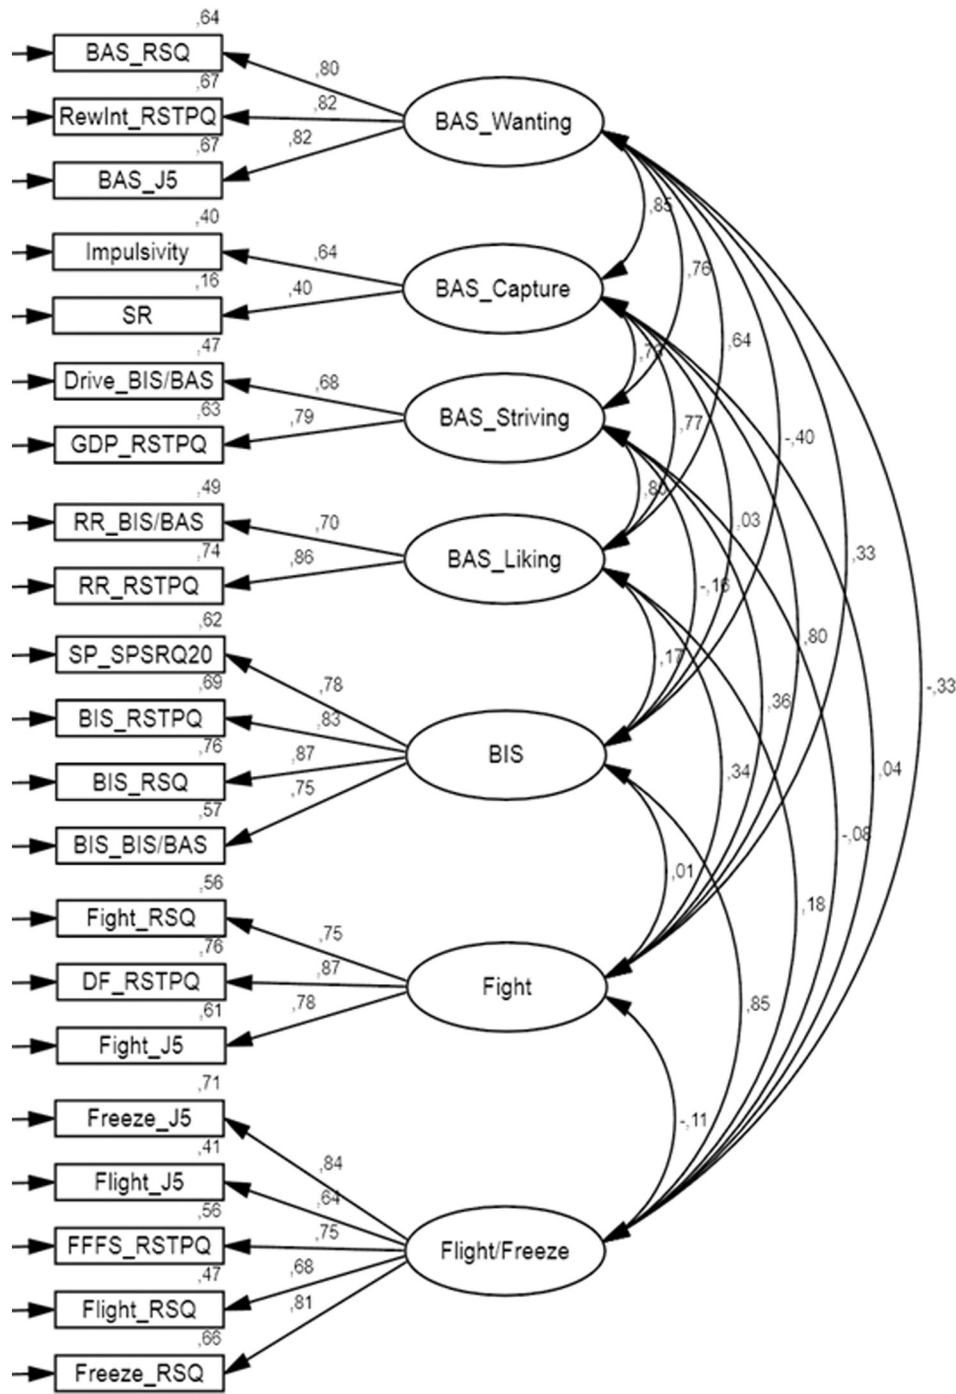 ,64
BAS_RSQ
,80
,67
RewInt_RSTPQ
,82
BAS_Wanting
,67
BAS_J5
,82
,40
Impulsivity
,64
,85
,16
SR
,40
BAS_Capture
,76
,47
Drive_BIS/BAS
,68
,64
,63
GDP_RSTPQ
,79
BAS_Striving
,77
-,40
,49
RR_BIS/BAS
,70
,03
,74
RR_RSTPQ
,86
BAS_Liking
,33
-,16
,62
SP_SPSRQ20
,78
,17
,80
,69
BIS_RSTPQ
,83
,36
-,33
,76
BIS_RSQ
,87
BIS
,34
,04
,57
BIS_BIS/BAS
,75
-,08
,56
Fight_RSQ
,75
,01
,18
,76
DF_RSTPQ
,87
Fight
,61
Fight_J5
,78
,85
,71
Freeze_J5
,84
-,11
,41
Flight_J5
,64
,56
FFFS_RSTPQ
,75
Flight/Freeze
,47
Flight_RSQ
,68
,66
Freeze_RSQ
,81